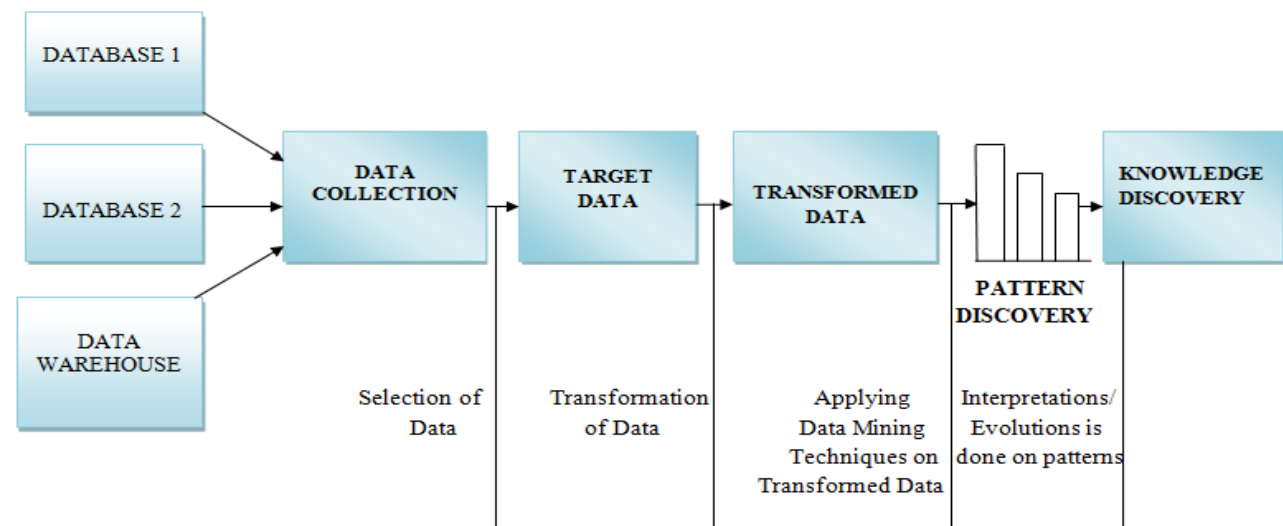 DATABASE 1
DATABASE 2
DATA
WAREHOUSE
DATA
COLLECTION
TARGET
DATA
TRANSFORMED
DATA
PATTERN
DISCOVERY
KNOWLEDGE
DISCOVERY
Selection of
Data
Transformation
of Data
Applying
Data Mining
Techniques on
Transformed Data
Interpretations/
Evolutions is
done on patterns